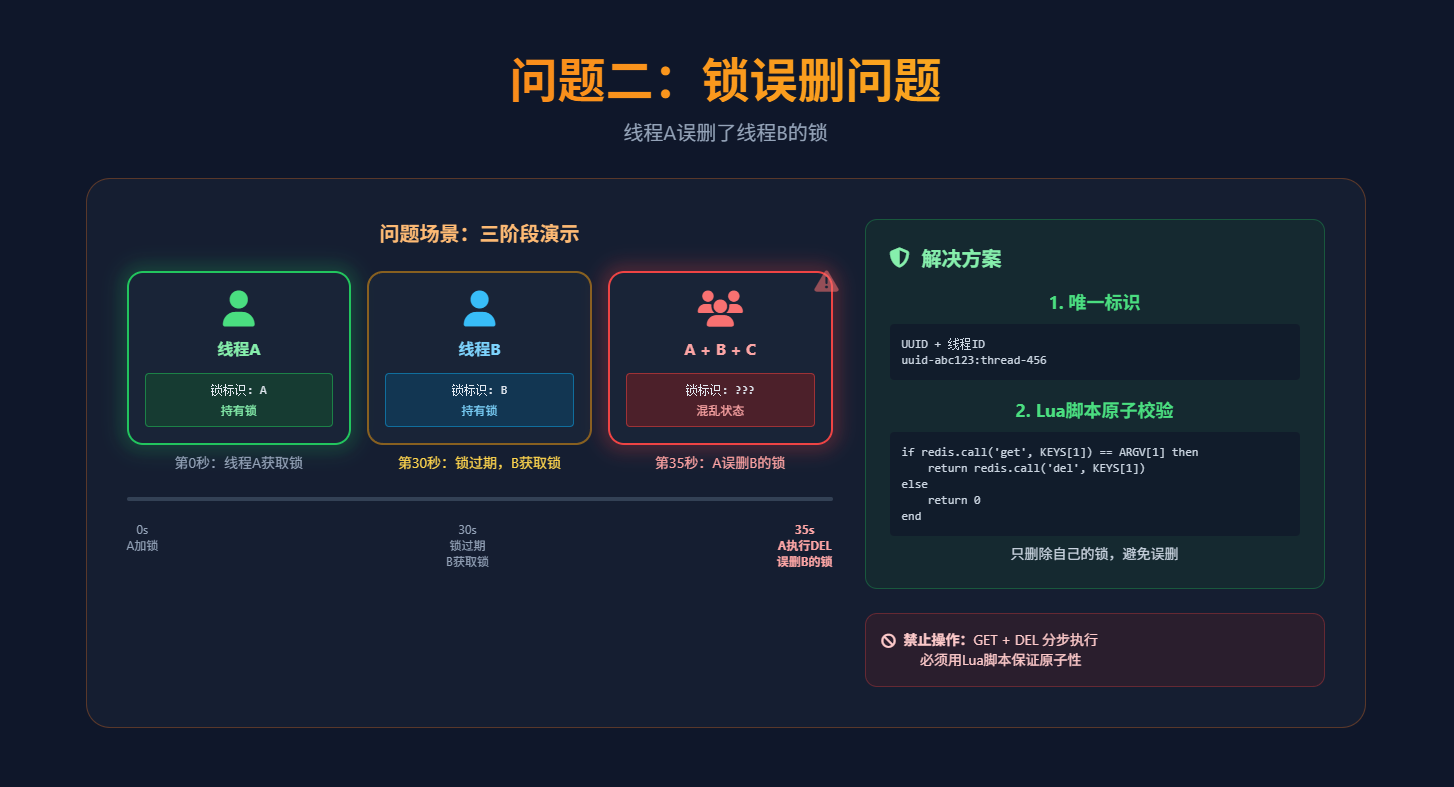 问题二：锁误删问题
线程A误删了线程B的锁
问题场景：三阶段演示
线程A
锁标识: A
持有锁
第0秒：线程A获取锁
线程B
锁标识: B
持有锁
第30秒：锁过期，B获取锁
A + B + C
锁标识: ???
混乱状态
第35秒：A误删B的锁
0s
A加锁
30s
锁过期
B获取锁
35s
A执行DEL
误删B的锁
解决方案
1. 唯一标识
UUID + 线程ID
uuid-abc123:thread-456
2. Lua脚本原子校验
if redis.call('get', KEYS[1]) == ARGV[1] then
    return redis.call('del', KEYS[1])
else
    return 0
end
只删除自己的锁，避免误删
禁止操作：GET + DEL 分步执行
必须用Lua脚本保证原子性